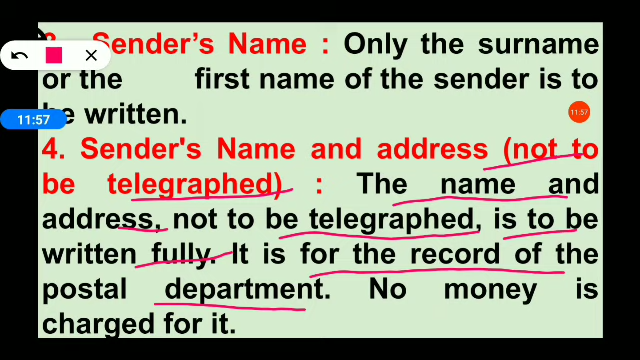 Sender's Name : Only the surname
or the first name of the sender is to
be written.
11:57
11:57
4. Sender's Name and address (not to
be telegraphed) : The name and
address, not to be telegraphed, is to be
written fully. It is for the record of the
postal department. No money is
charged for it.